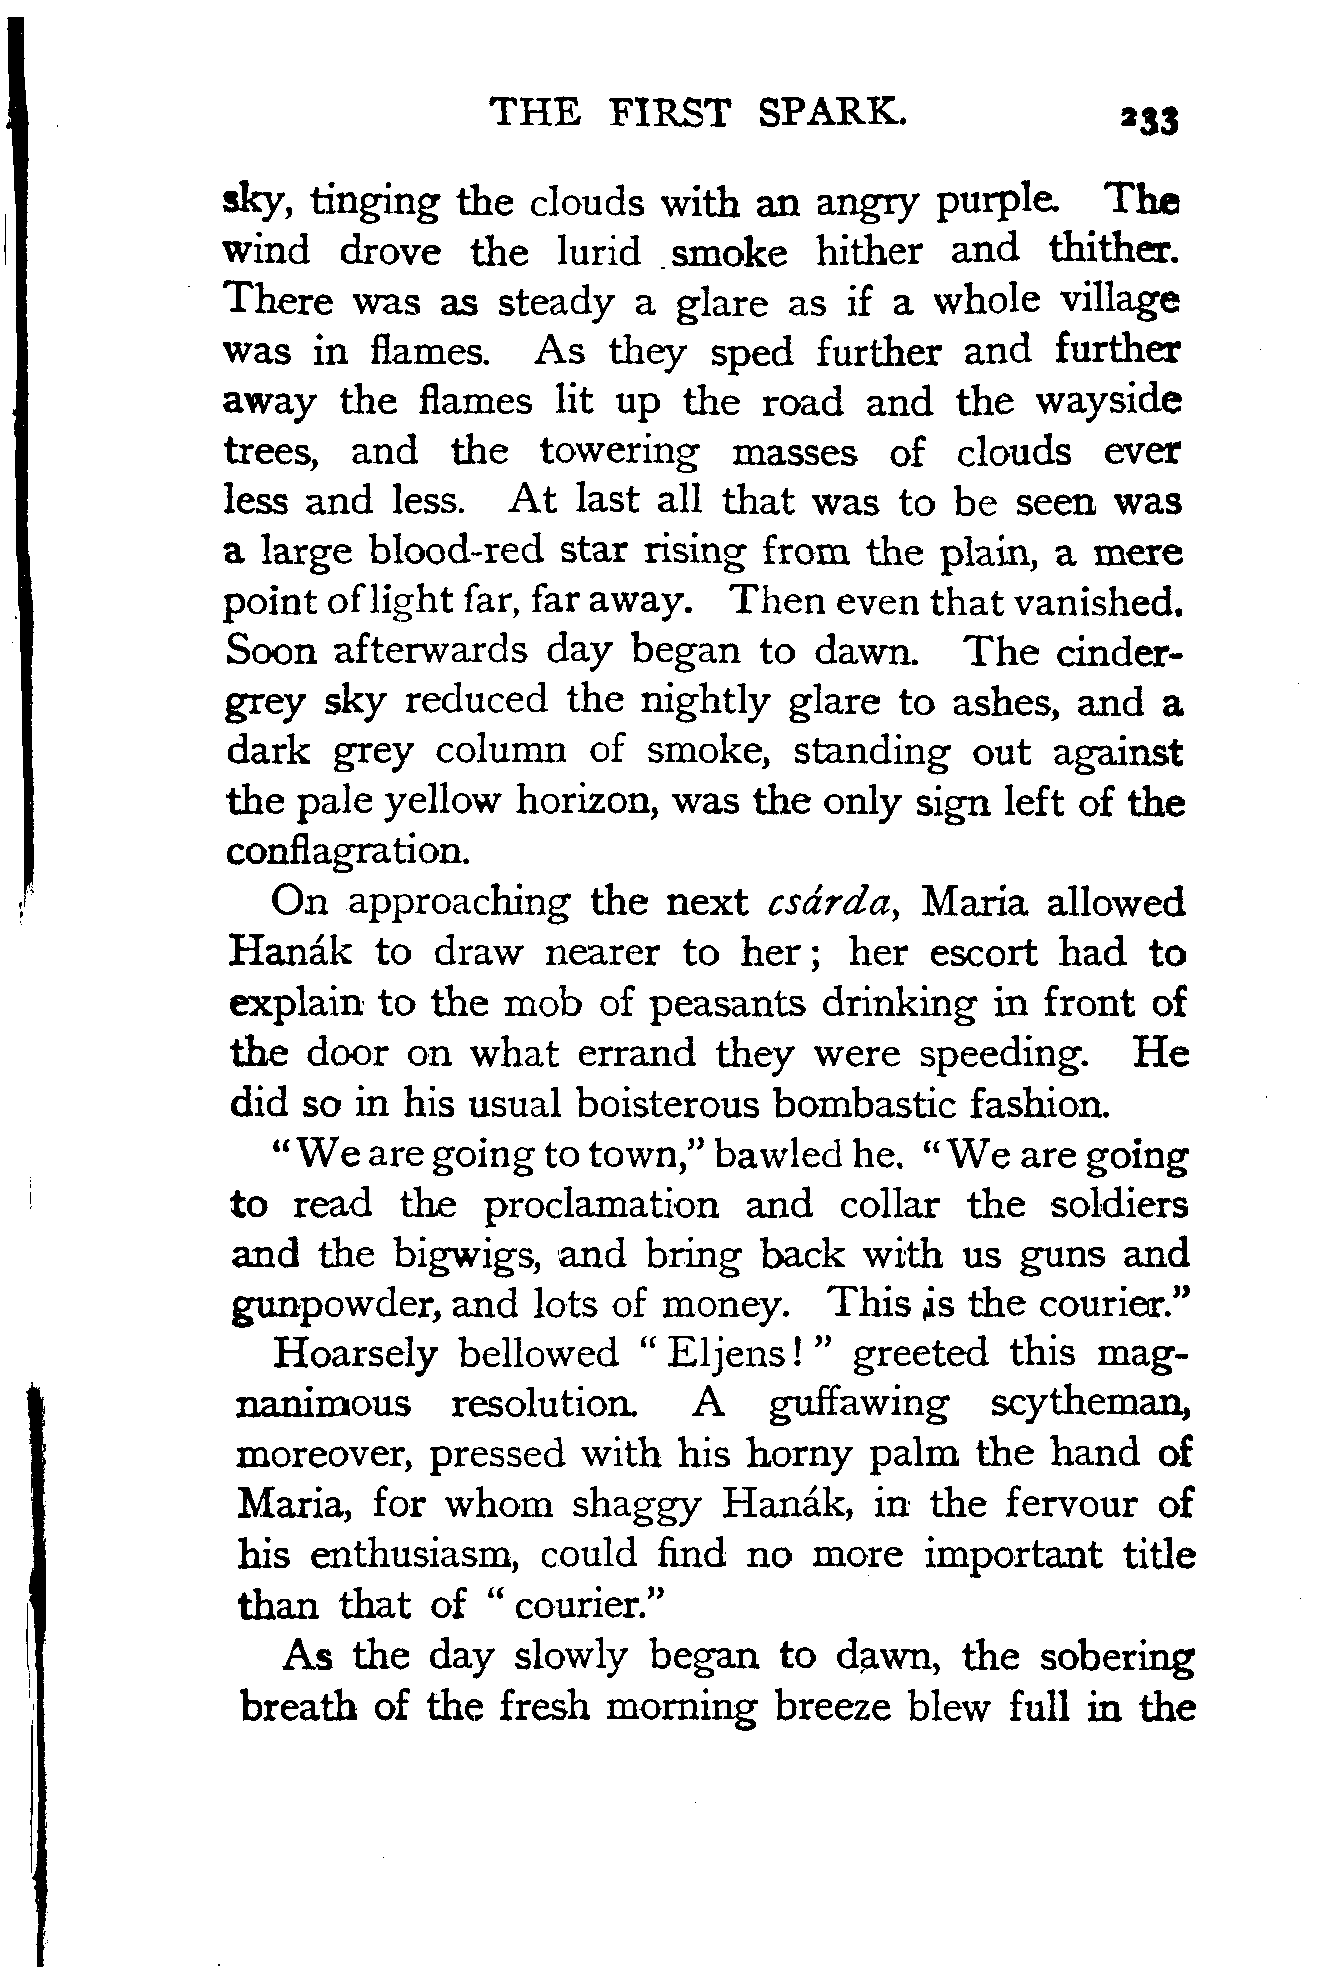 THE FIRST SPARK. 233
sky, tinging the clouds with an angry purple. The
wind drove the lurid smoke hither and thither.
There was as steady a glare as if a whole village
was in flames. As they sped further and further
away the flames lit up the road and the wayside
trees, and the towering masses of clouds ever
less and less. At last all that was to be seen was
a large blood-red star rising from the plain, a mere
point of light far, far away. Then even that vanished.
Soon afterwards day began to dawn. The cinder-
grey sky reduced the nightly glare to ashes, and a
dark grey column of smoke, standing out against
the pale yellow horizon, was the only sign left of the
conflagration.
On approaching the next csárda, Maria allowed
Hanák to draw nearer to her; her escort had to
explain to the mob of peasants drinking in front of
the door on what errand they were speeding. He
did so in his usual boisterous bombastic fashion.
"We are going to town," bawled he. "We are going
to read the proclamation and collar the soldiers
and the bigwigs, and bring back with us guns and
gunpowder, and lots of money. This is the courier."
Hoarsely bellowed "Eljens!" greeted this mag-
nanimous resolution. A guffawing scytheman,
moreover, pressed with his horny palm the hand of
Maria, for whom shaggy Hanák, in the fervour of
his enthusiasm, could find no more important title
than that of "courier."
As the day slowly began to dawn, the sobering
breath of the fresh morning breeze blew full in the